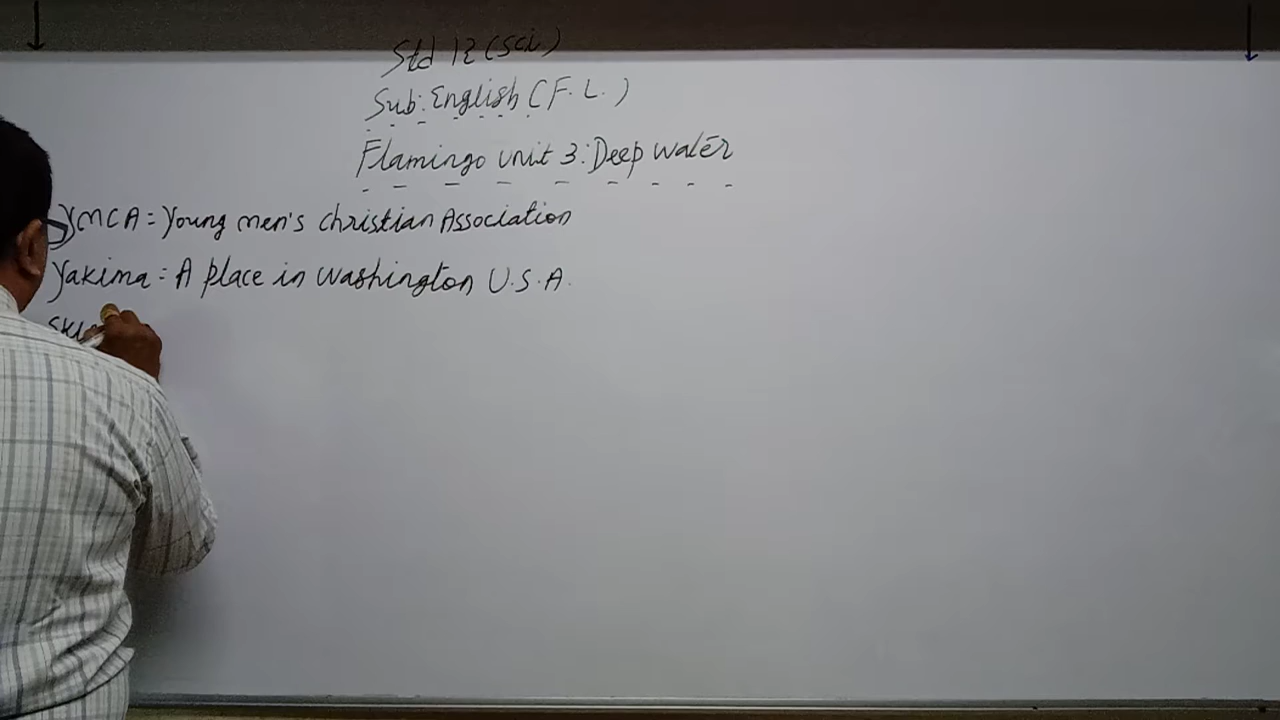 Std 12 (Sci)
Sub: English (F. L.)
Flamingo Unit 3: Deep water
YMCA = Young men's Christian Association
Yakima = A place in Washington U.S.A.